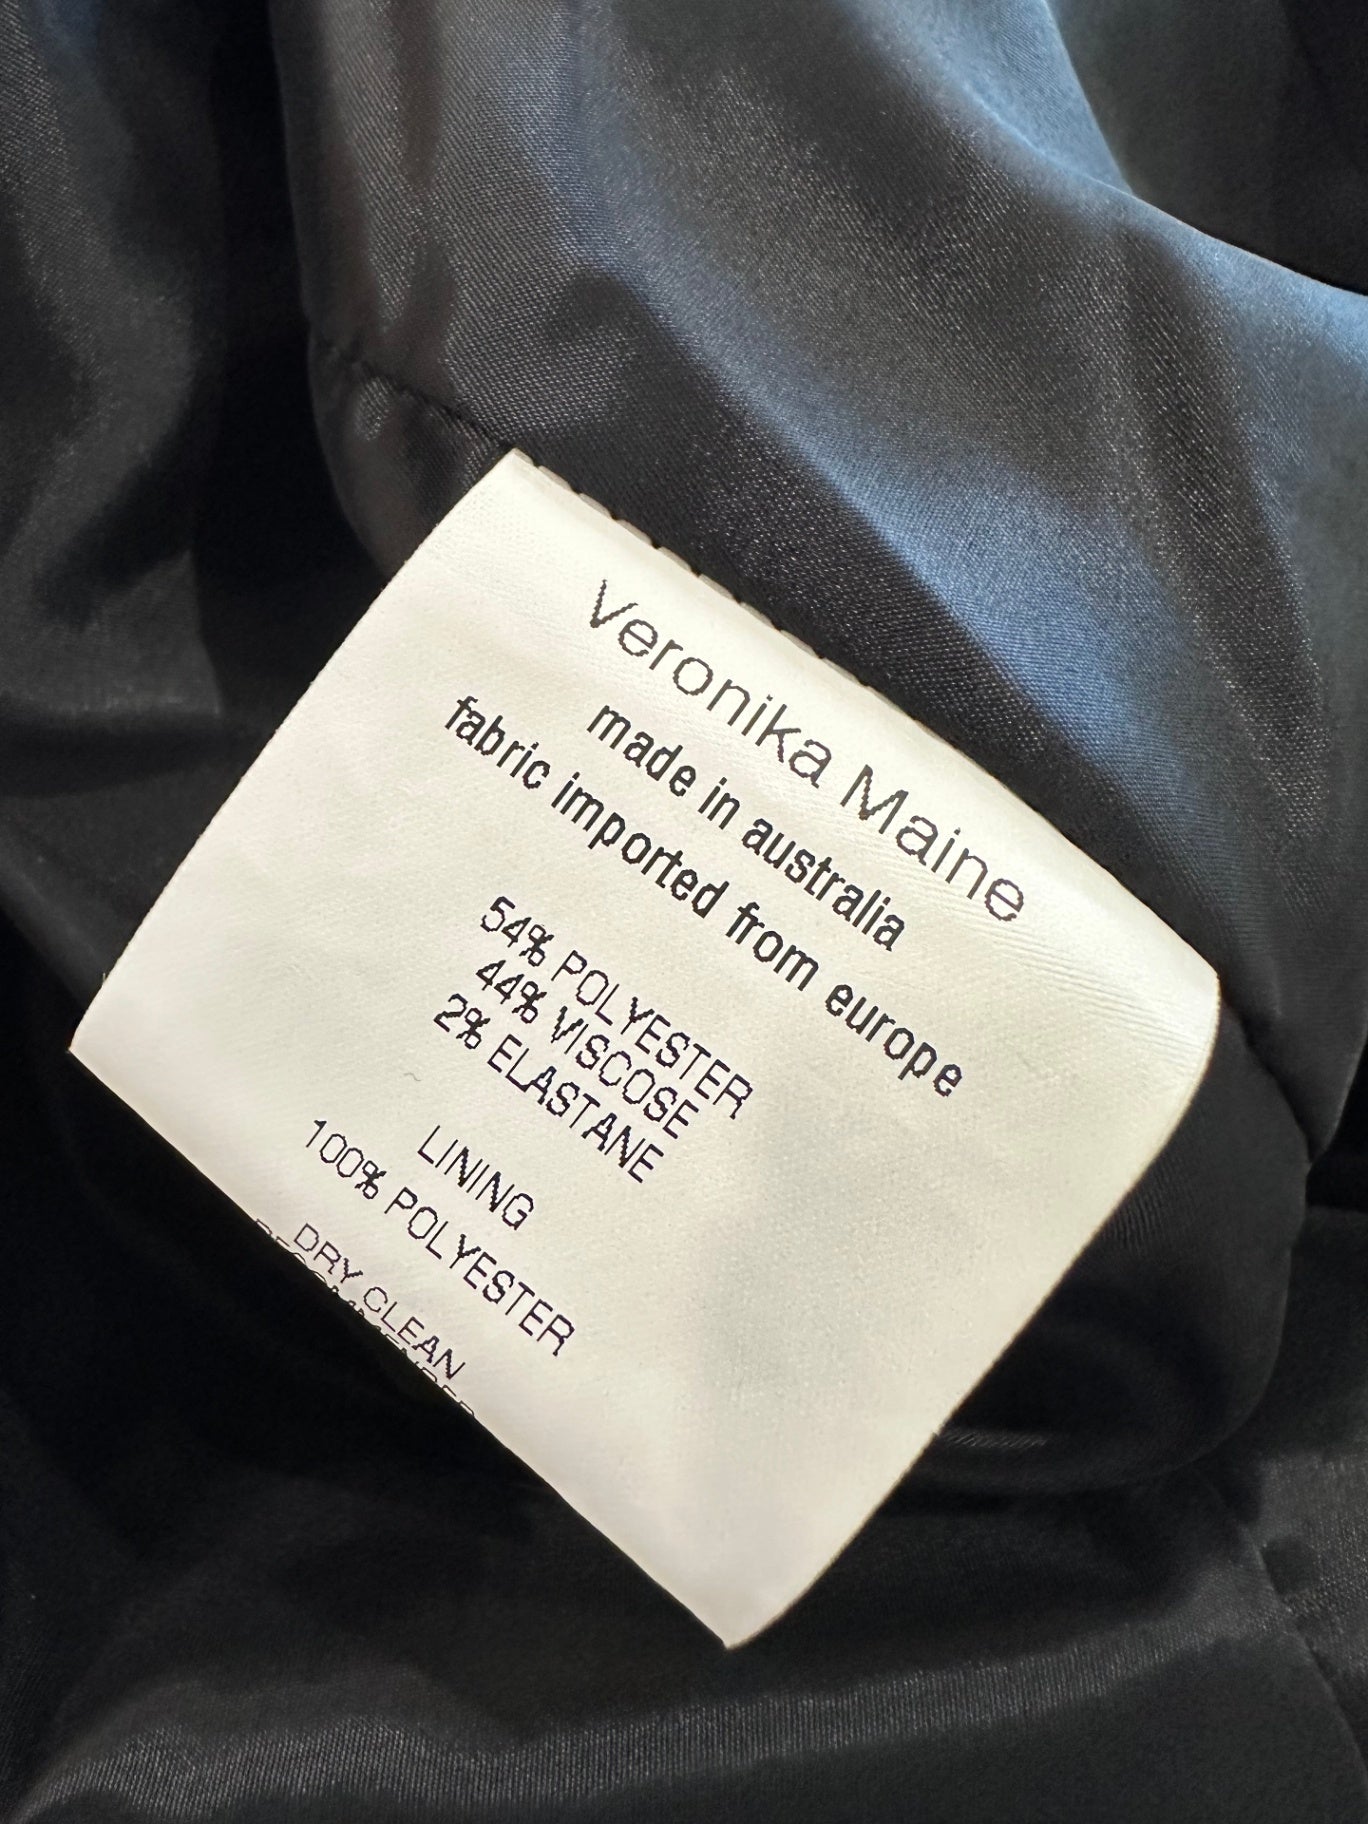 Veronika Maine
made in australia
fabric imported from europe
54% POLYESTER
44% VISCOSE
2% ELASTANE
LINING
100% POLYESTER
DRY CLEAN
RECOMMENDED